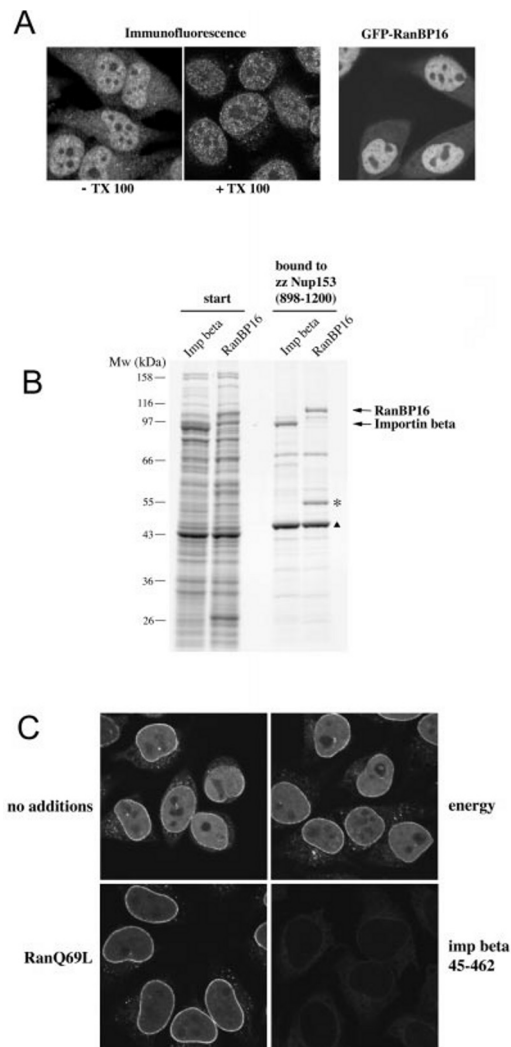 A
Immunofluorescence
GFP-RanBP16
- TX 100
+ TX 100
bound to
zz Nup153
(898-1200)
start
Imp beta
RanBP16
Imp beta
RanBP16
B
Mw (kDa)
158
116
97
66
55
43
36
26
RanBP16
Importin beta
*
C
no additions
energy
RanQ69L
imp beta
45-462